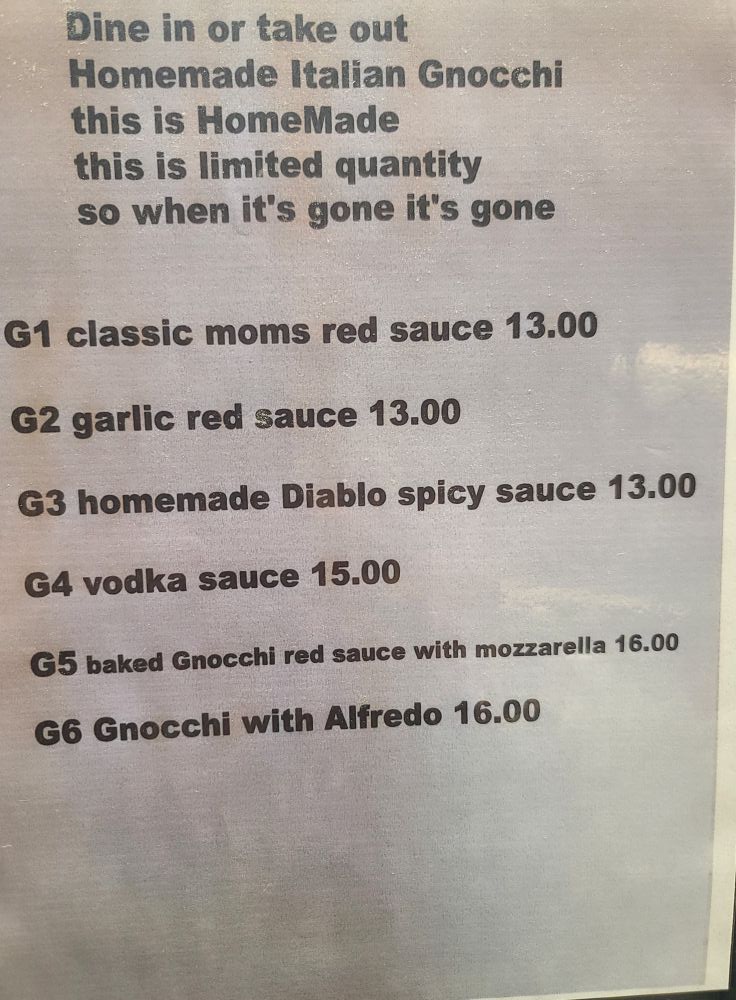 Dine in or take out
Homemade Italian Gnocchi
this is HomeMade
this is limited quantity
so when it's gone it's gone
G1 classic moms red sauce 13.00
G2 garlic red sauce 13.00
G3 homemade Diablo spicy sauce 13.00
G4 vodka sauce 15.00
G5 baked Gnocchi red sauce with mozzarella 16.00
G6 Gnocchi with Alfredo 16.00